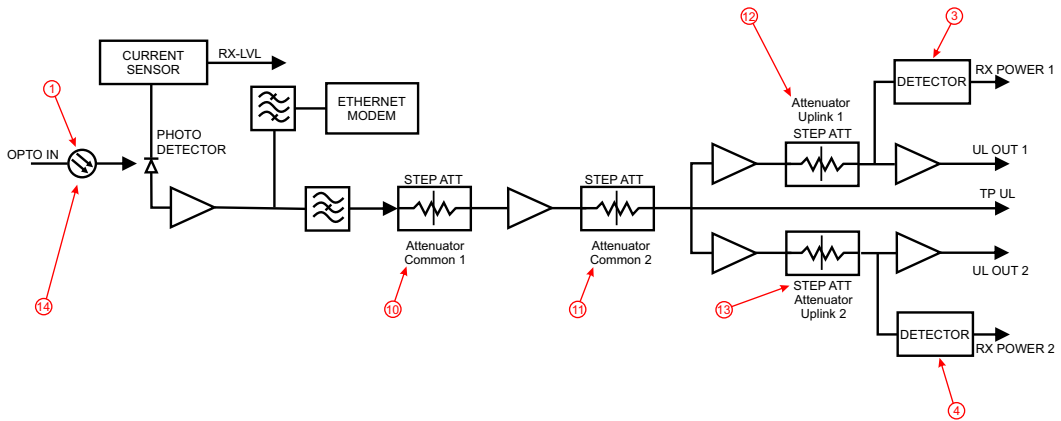 12
3
CURRENT
SENSOR
RX-LVL
RX POWER 1
DETECTOR
1
ETHERNET
MODEM
Attenuator
Uplink 1
STEP ATT
PHOTO
DETECTOR
OPTO IN
UL OUT 1
STEP ATT
STEP ATT
TP UL
Attenuator
Common 1
Attenuator
Common 2
UL OUT 2
STEP ATT
Attenuator
Uplink 2
14
10
11
13
DETECTOR
RX POWER 2
4